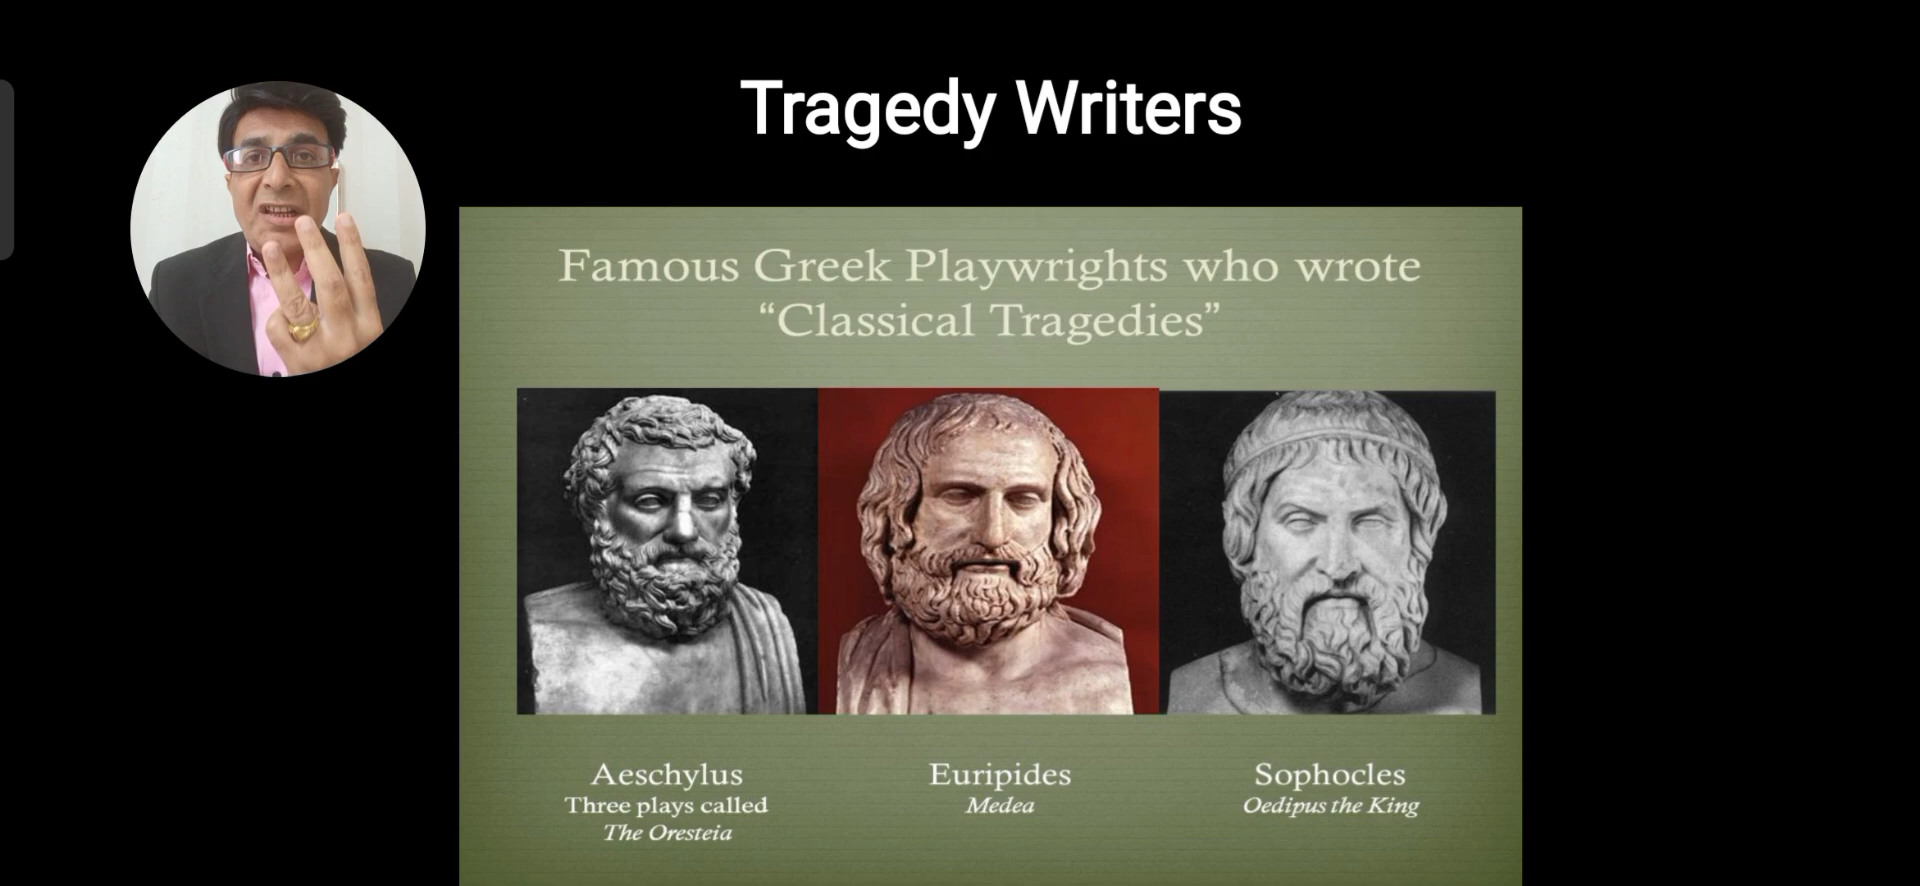 Tragedy Writers
Famous Greek Playwrights who wrote
“Classical Tragedies”
Aeschylus
Three plays called
The Oresteia
Euripides
Medea
Sophocles
Oedipus the King